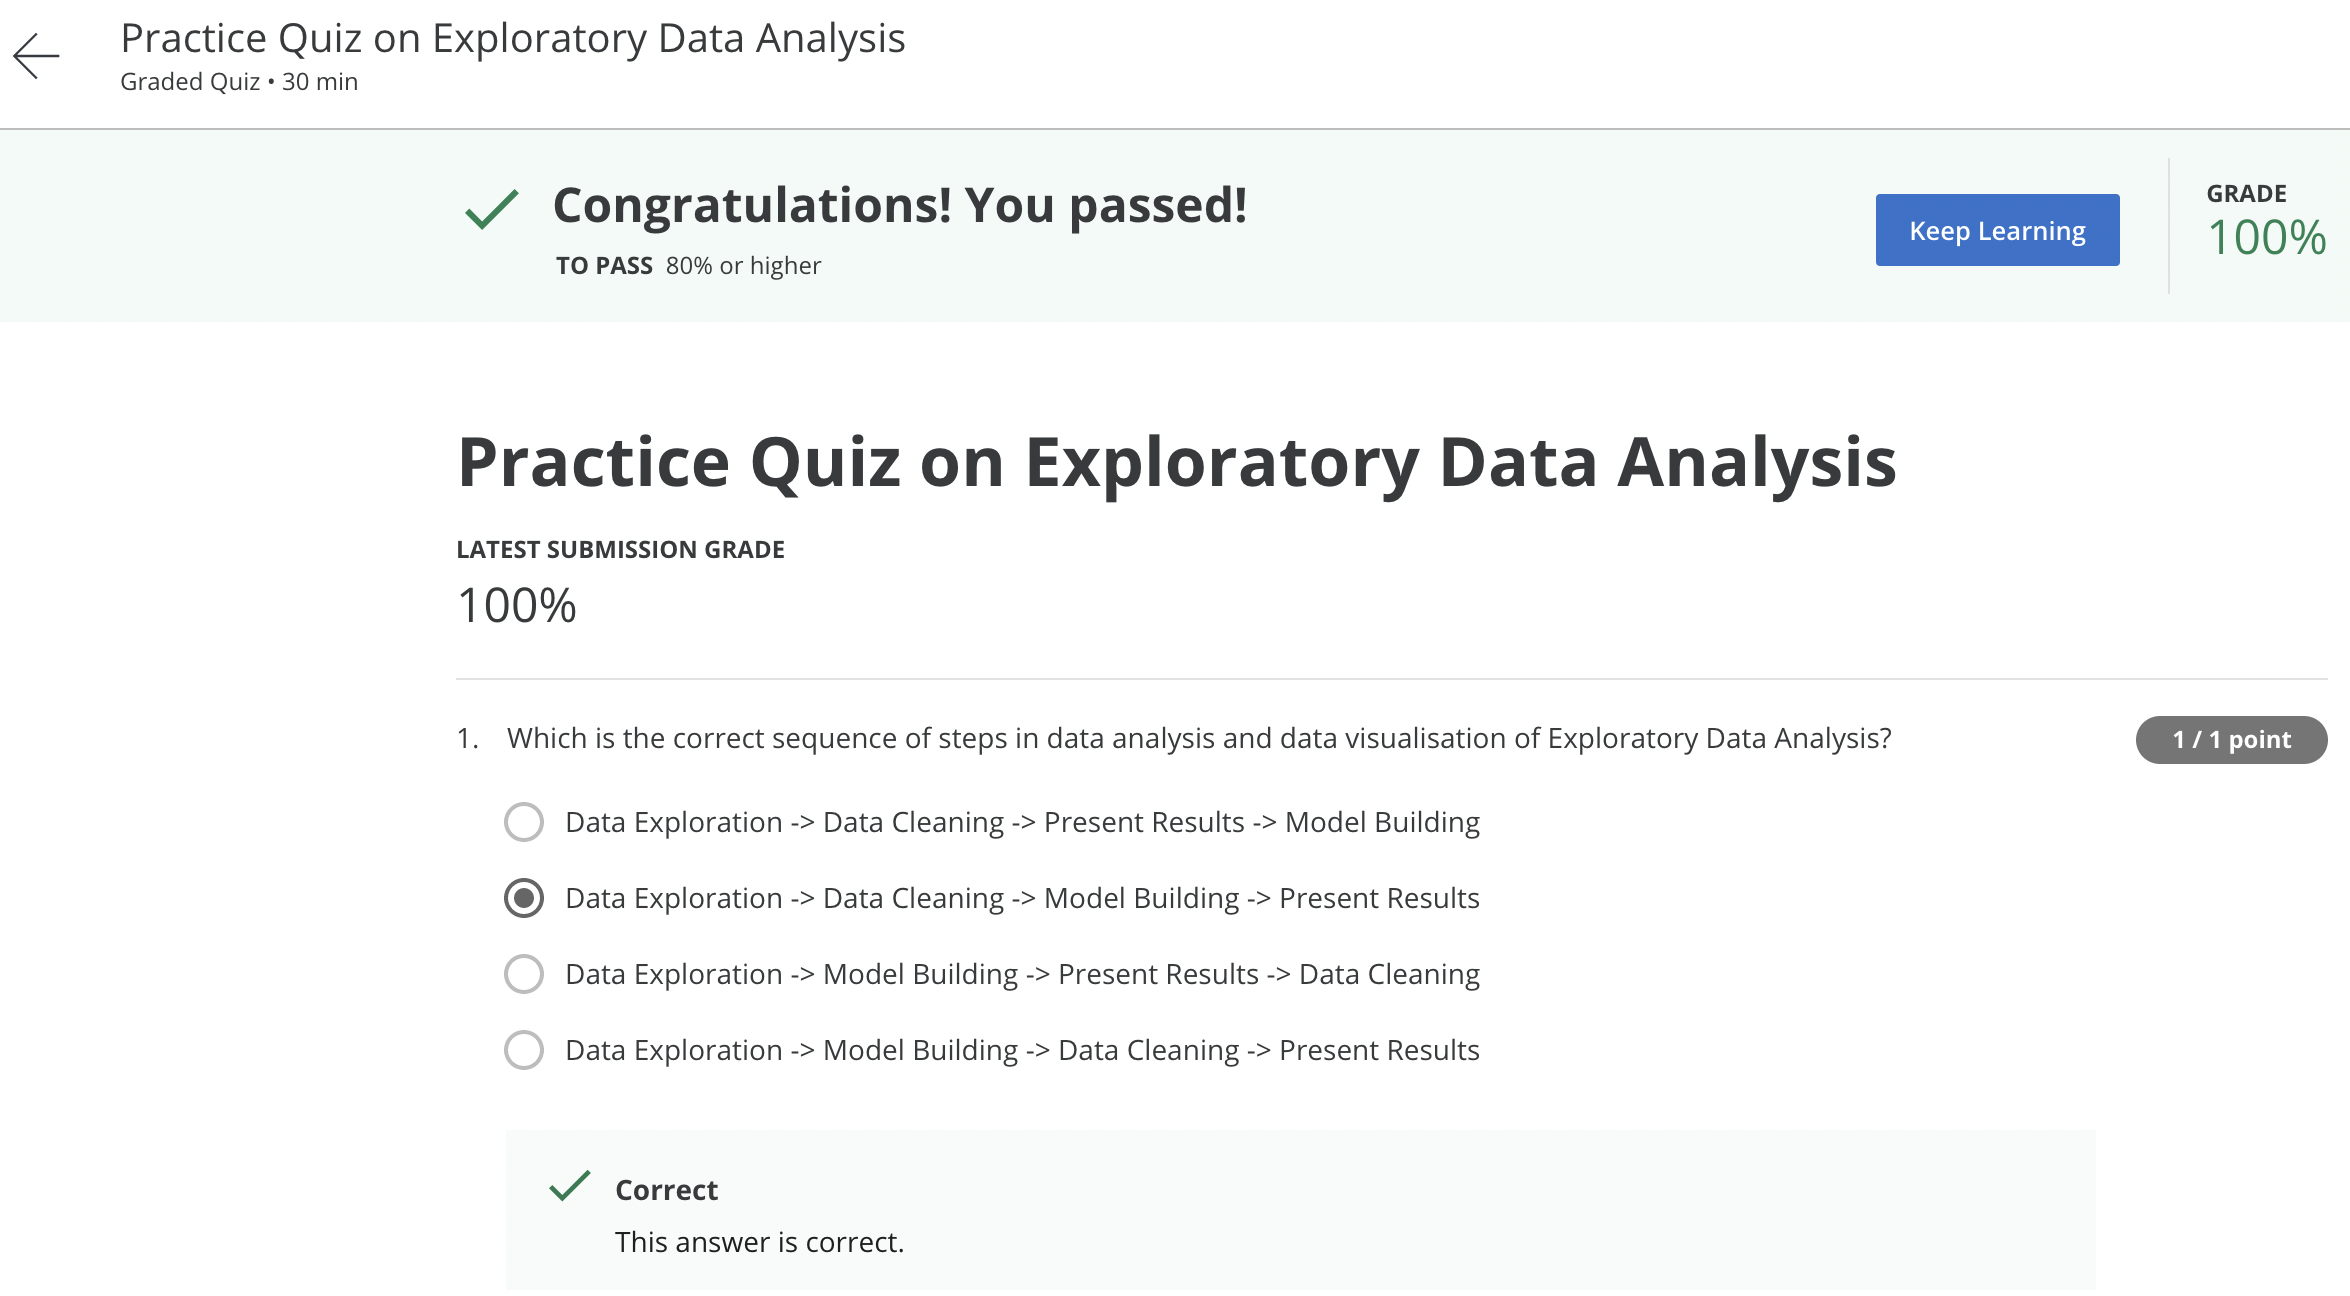 Practice Quiz on Exploratory Data Analysis
Graded Quiz • 30 min
Congratulations! You passed!
TO PASS 80% or higher
Keep Learning
GRADE
100%
Practice Quiz on Exploratory Data Analysis
LATEST SUBMISSION GRADE
100%
1. Which is the correct sequence of steps in data analysis and data visualisation of Exploratory Data Analysis?
1 / 1 point
Data Exploration -> Data Cleaning -> Present Results -> Model Building
Data Exploration -> Data Cleaning -> Model Building -> Present Results
Data Exploration -> Model Building -> Present Results -> Data Cleaning
Data Exploration -> Model Building -> Data Cleaning -> Present Results
Correct
This answer is correct.